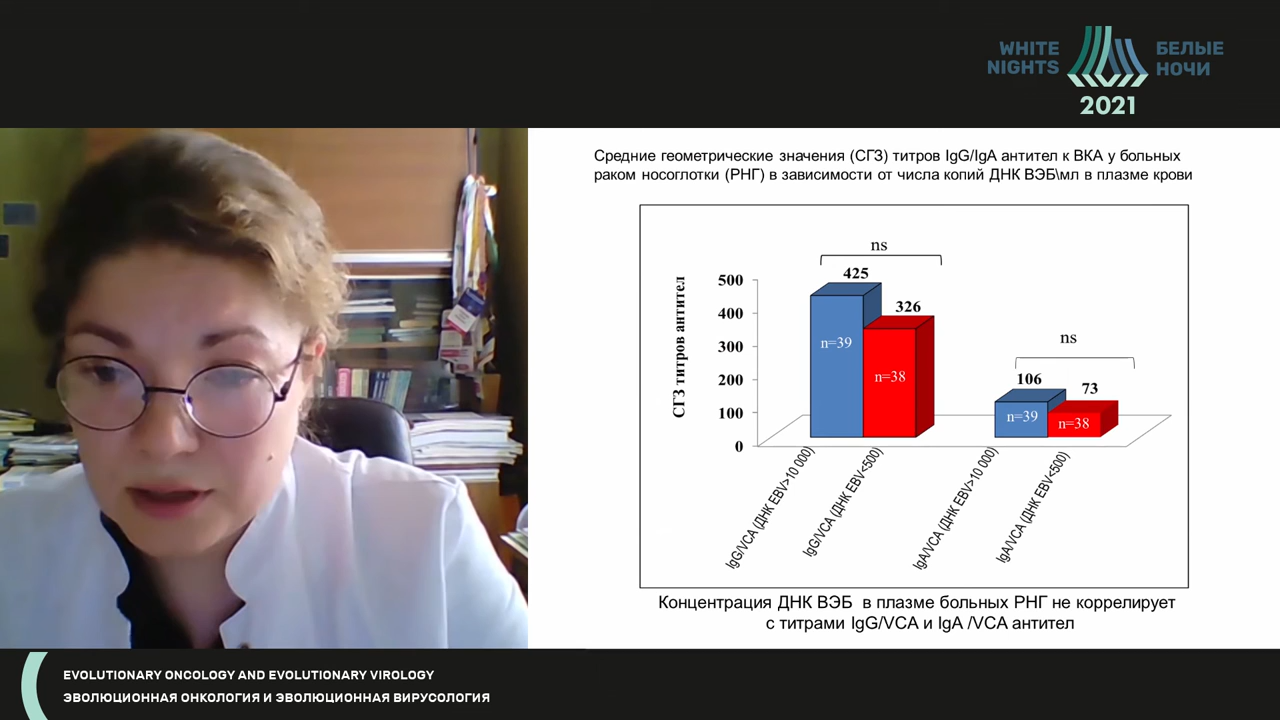 WHITE
NIGHTS
БЕЛЫЕ
НОЧИ
2021
Средние геометрические значения (СГЗ) титров IgG/IgA антител к ВКА у больных
раком носоглотки (РНГ) в зависимости от числа копий ДНК ВЭБ\мл в плазме крови
ns
425
326
ns
106
73
СГЗ титров антител
500
400
300
200
100
0
n=39
n=38
n=39
n=38
IgG/VCA (ДНК EBV>10 000)
IgG/VCA (ДНК EBV<500)
IgA/VCA (ДНК EBV>10 000)
IgA/VCA (ДНК EBV<500)
Концентрация ДНК ВЭБ в плазме больных РНГ не коррелирует
с титрами IgG/VCA и IgA /VCA антител
EVOLUTIONARY ONCOLOGY AND EVOLUTIONARY VIROLOGY
ЭВОЛЮЦИОННАЯ ОНКОЛОГИЯ И ЭВОЛЮЦИОННАЯ ВИРУСОЛОГИЯ